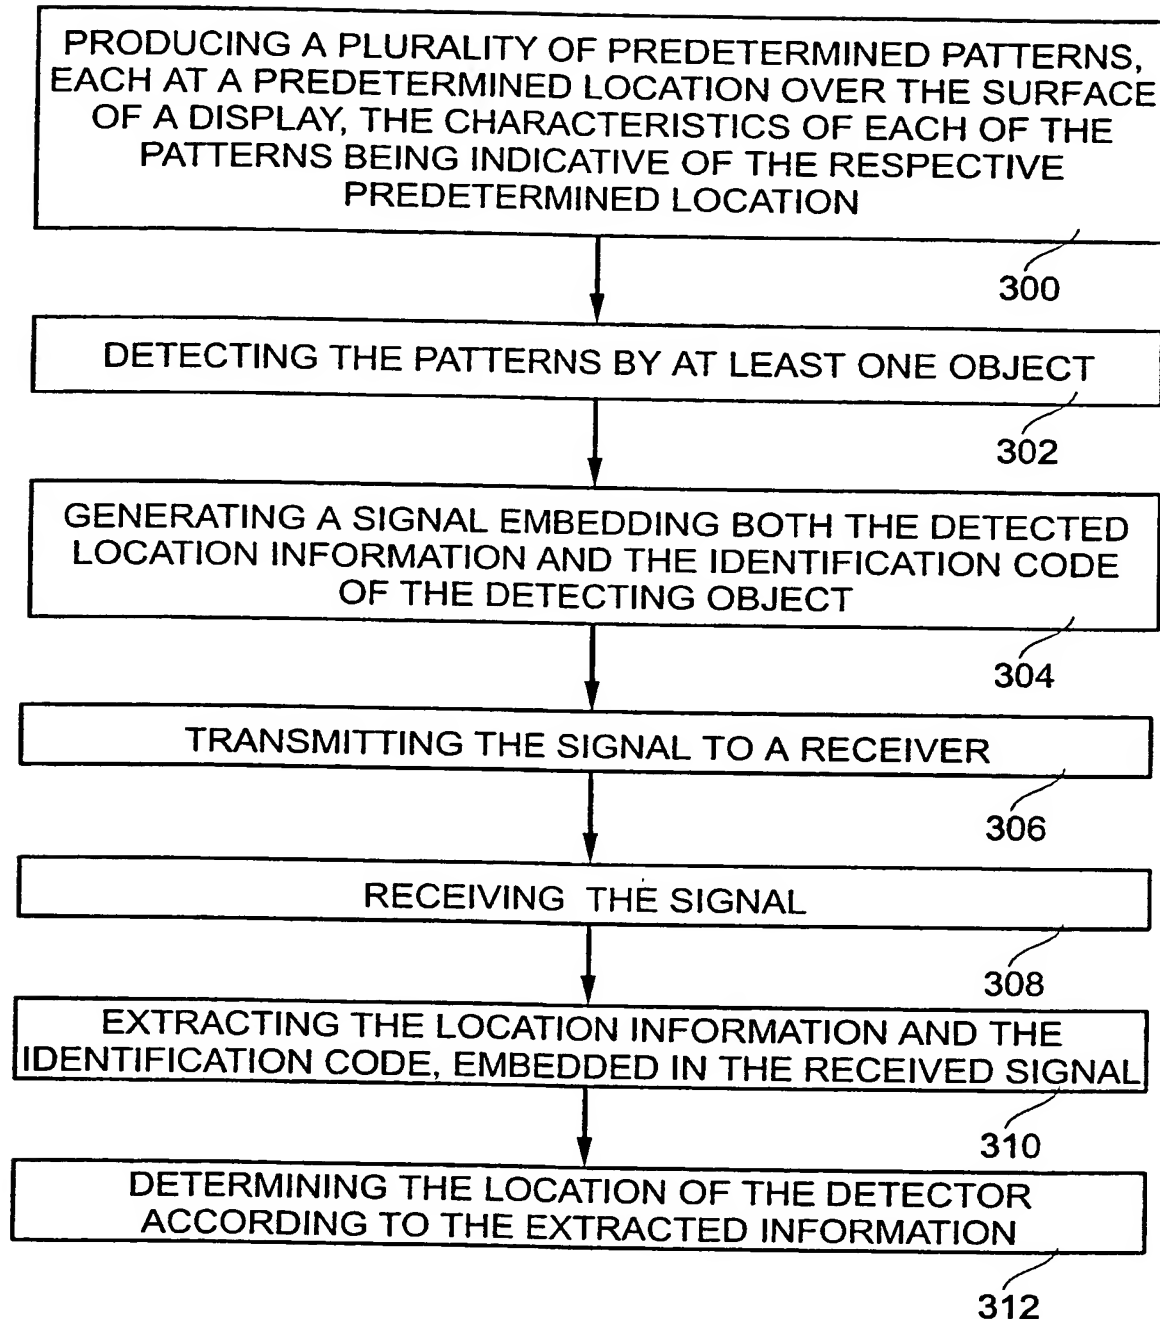 PRODUCING A PLURALITY OF PREDETERMINED PATTERNS,
EACH AT A PREDETERMINED LOCATION OVER THE SURFACE
OF A DISPLAY, THE CHARACTERISTICS OF EACH OF THE
PATTERNS BEING INDICATIVE OF THE RESPECTIVE
PREDETERMINED LOCATION
300
DETECTING THE PATTERNS BY AT LEAST ONE OBJECT
302
GENERATING A SIGNAL EMBEDDING BOTH THE DETECTED
LOCATION INFORMATION AND THE IDENTIFICATION CODE
OF THE DETECTING OBJECT
304
TRANSMITTING THE SIGNAL TO A RECEIVER
306
RECEIVING THE SIGNAL
308
EXTRACTING THE LOCATION INFORMATION AND THE
IDENTIFICATION CODE, EMBEDDED IN THE RECEIVED SIGNAL
310
DETERMINING THE LOCATION OF THE DETECTOR
ACCORDING TO THE EXTRACTED INFORMATION
312